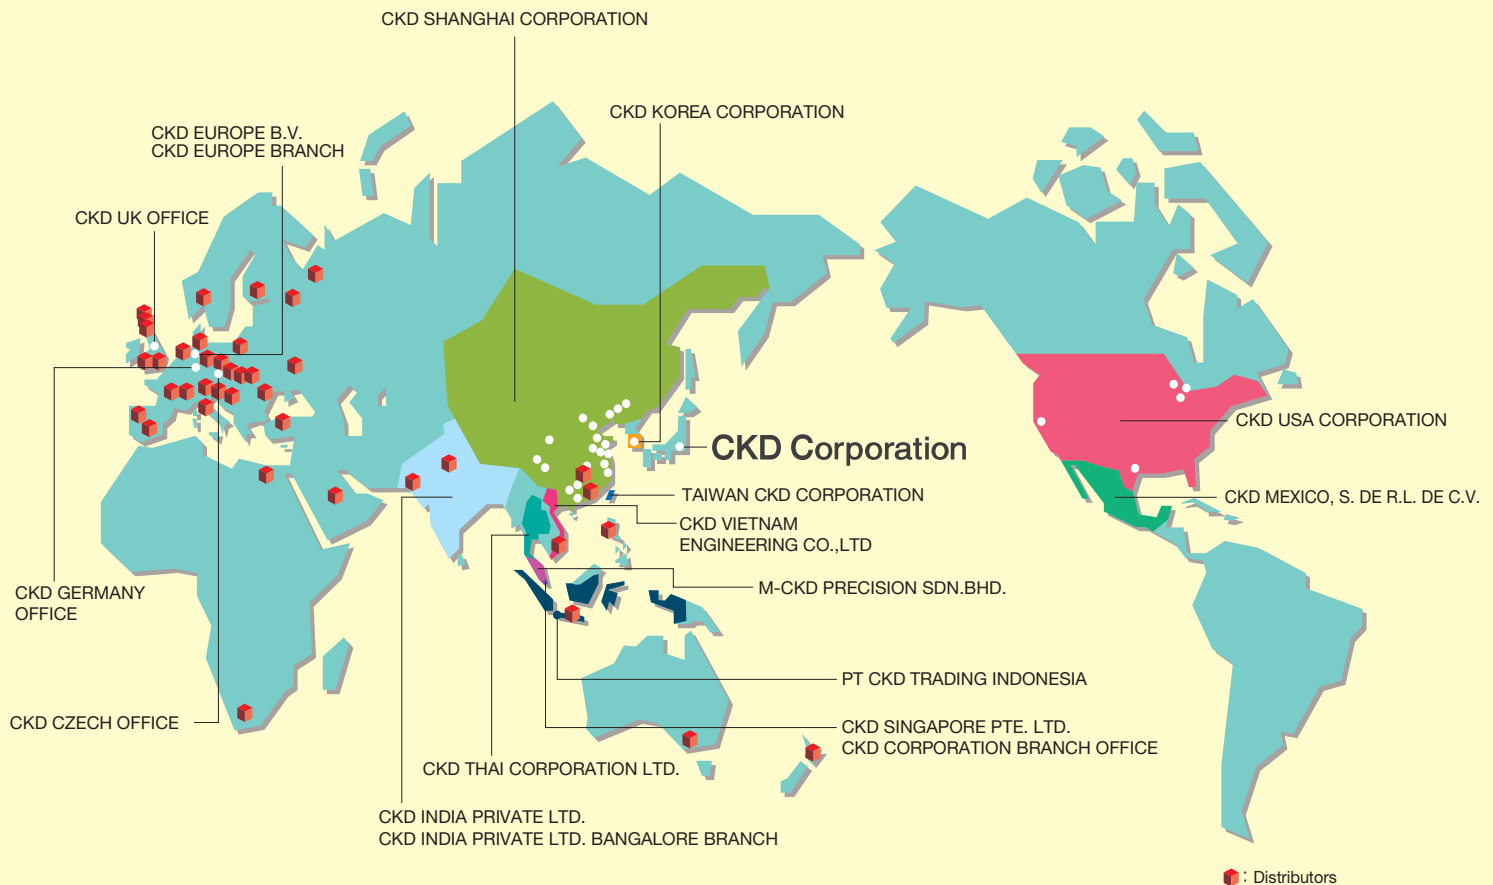 CKD SHANGHAI CORPORATION
CKD KOREA CORPORATION
CKD EUROPE B.V.
CKD EUROPE BRANCH
CKD UK OFFICE
CKD USA CORPORATION
CKD Corporation
TAIWAN CKD CORPORATION
CKD MEXICO, S. DE R.L. DE C.V.
CKD VIETNAM
ENGINEERING CO.,LTD
M-CKD PRECISION SDN.BHD.
CKD GERMANY
OFFICE
PT CKD TRADING INDONESIA
CKD CZECH OFFICE
CKD SINGAPORE PTE. LTD.
CKD CORPORATION BRANCH OFFICE
CKD THAI CORPORATION LTD.
CKD INDIA PRIVATE LTD.
CKD INDIA PRIVATE LTD. BANGALORE BRANCH
: Distributors